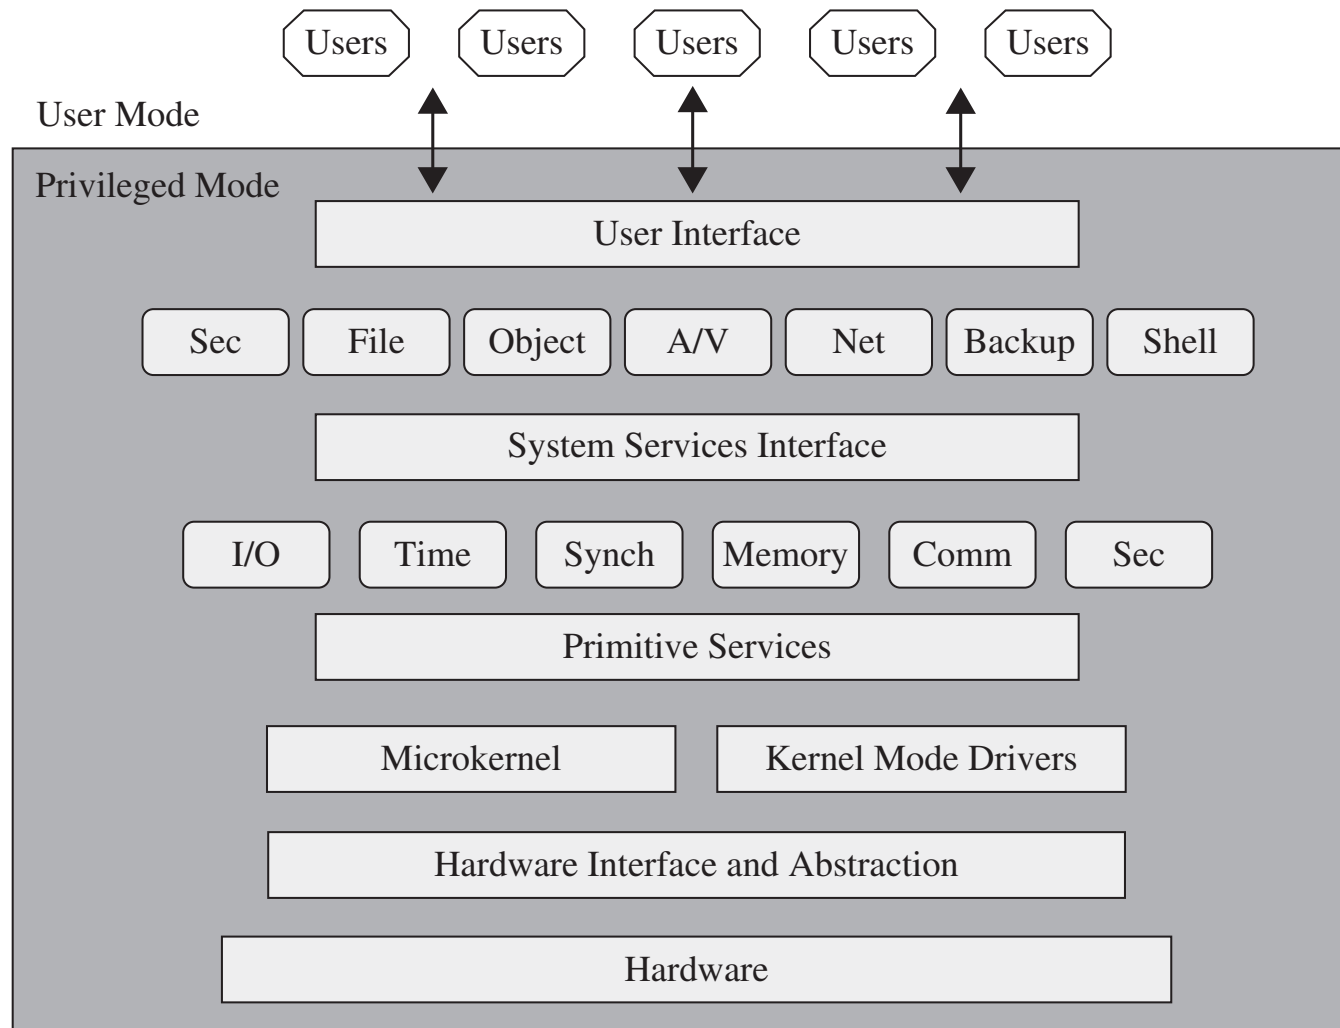 Users Users Users Users Users
User Mode
Privileged Mode
User Interface
Sec File Object A/V Net Backup Shell
System Services Interface
I/O Time Synch Memory Comm Sec
Primitive Services
Microkernel Kernel Mode Drivers
Hardware Interface and Abstraction
Hardware